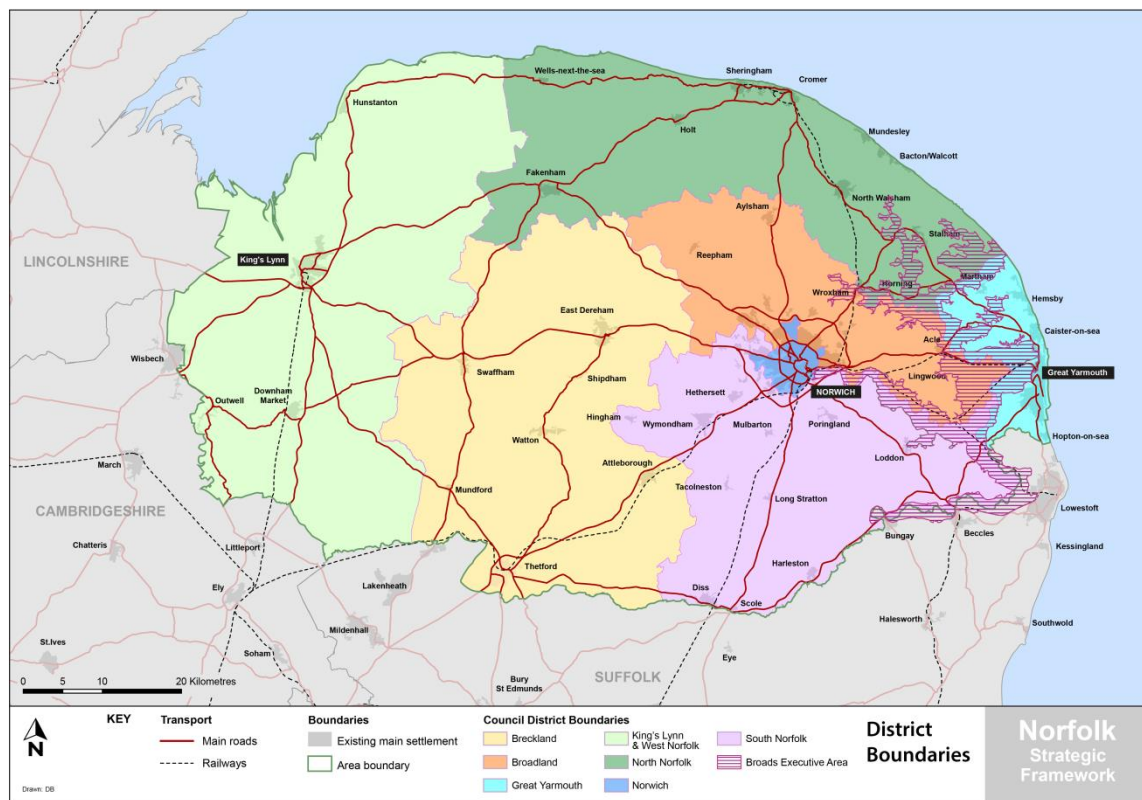 Wells-next-the-sea
Sheringham
Cromer
Hunstanton
Holt
Mundesley
Bacton/Walcott
Fakenham
North Walsham
Aylsham
Stalham
Reepham
LINCOLNSHIRE
King's Lynn
Martham
Horning
Wroxham
Hemsby
East Dereham
Caister-on-sea
Acle
Wisbech
Swaffham
Shipdham
Lingwood
Great Yarmouth
Downham
Market
Outwell
Hethersett
NORWICH
Hingham
Wymondham
Mulbarton
Poringland
Watton
Hopton-on-sea
Loddon
March
Attleborough
Mundford
Tacolneston
Long Stratton
Lowestoft
CAMBRIDGESHIRE
Bungay
Beccles
Chatteris
Littleport
Kessingland
Thetford
Harleston
Ely
Lakenheath
Diss
Scole
Halesworth
Southwold
Mildenhall
St.Ives
Soham
Eye
SUFFOLK
Bury
St Edmunds
0 5 10 20 Kilometres
N
KEY
Transport
Main roads
Railways
Boundaries
Existing main settlement
Area boundary
Council District Boundaries
Breckland
Broadland
Great Yarmouth
King's Lynn
& West Norfolk
North Norfolk
Norwich
South Norfolk
Broads Executive Area
District
Boundaries
Norfolk
Strategic
Framework
Drawn: DB